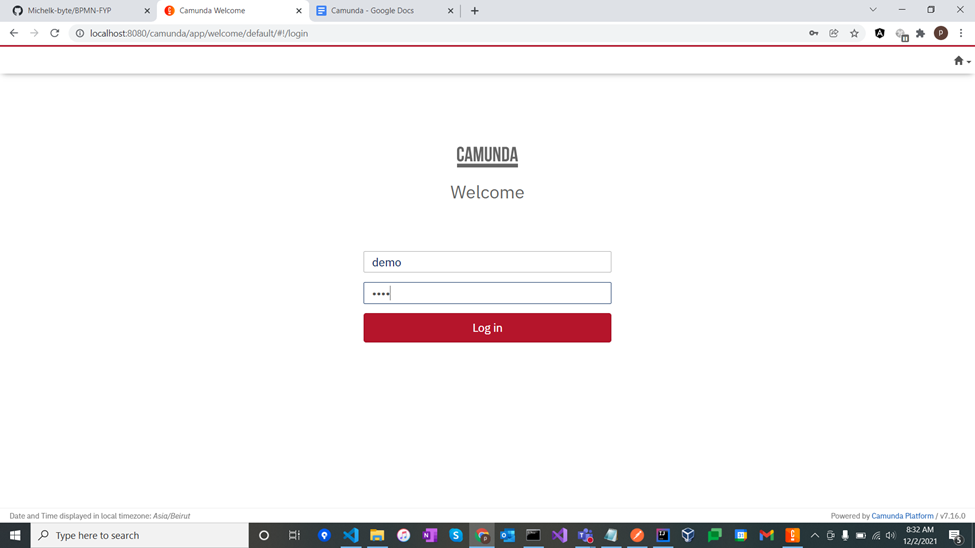 Michelk-byte/BPMN-FYP
Camunda Welcome
Camunda - Google Docs
localhost:8080/camunda/app/welcome/default/#!/login
P
CAMUNDA
Welcome
demo
••••
Log in
Date and Time displayed in local timezone: Asia/Beirut
Powered by Camunda Platform / v7.16.0
Type here to search
8:32 AM
12/2/2021
5